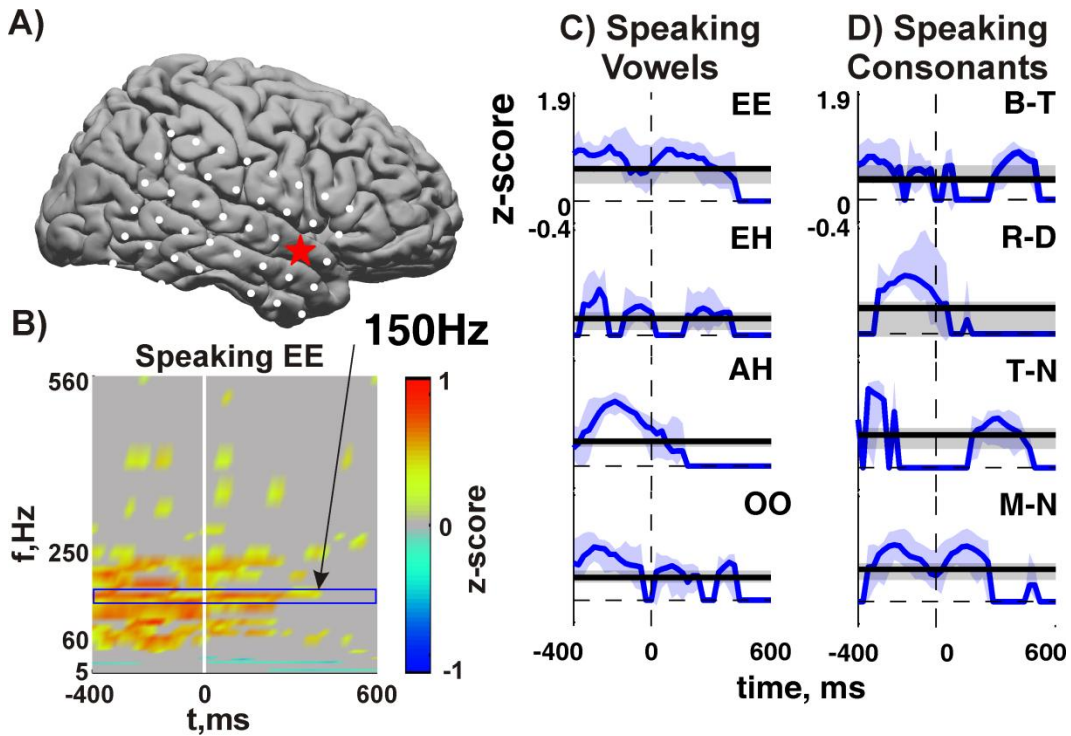 A)
B)
Speaking EE
150Hz
560
250
60
5
f,Hz
-400
0
600
t,ms
1
0
-1
z-score
C) Speaking
Vowels
z-score
1.9
0
-0.4
EE
EH
AH
OO
-400
0
600
D) Speaking
Consonants
1.9
0
-0.4
B-T
R-D
T-N
M-N
-400
0
600
time, ms